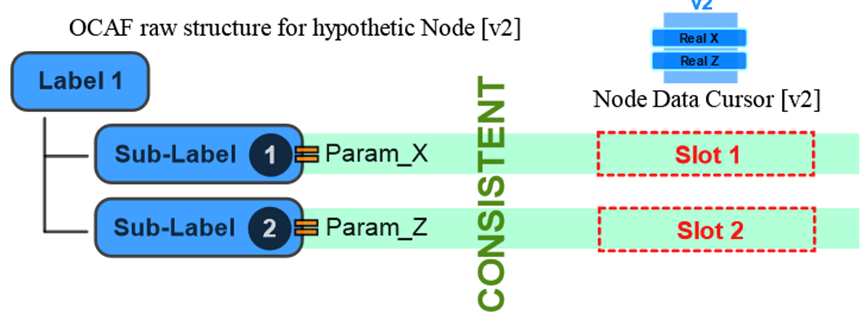 v2
OCAF raw structure for hypothetic Node [v2]
Real X
Real Z
Label 1
Node Data Cursor [v2]
CONSISTENT
Sub-Label 1 Param_X
Slot 1
Sub-Label 2 Param_Z
Slot 2